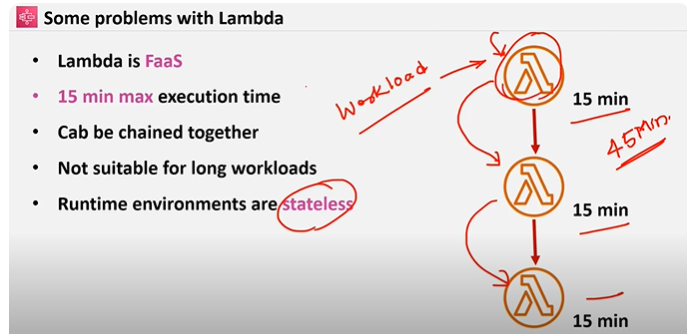 Some problems with Lambda
Lambda is FaaS
15 min max execution time
Cab be chained together
Not suitable for long workloads
Runtime environments are stateless
Workload
15 min
45 Min.
15 min
15 min